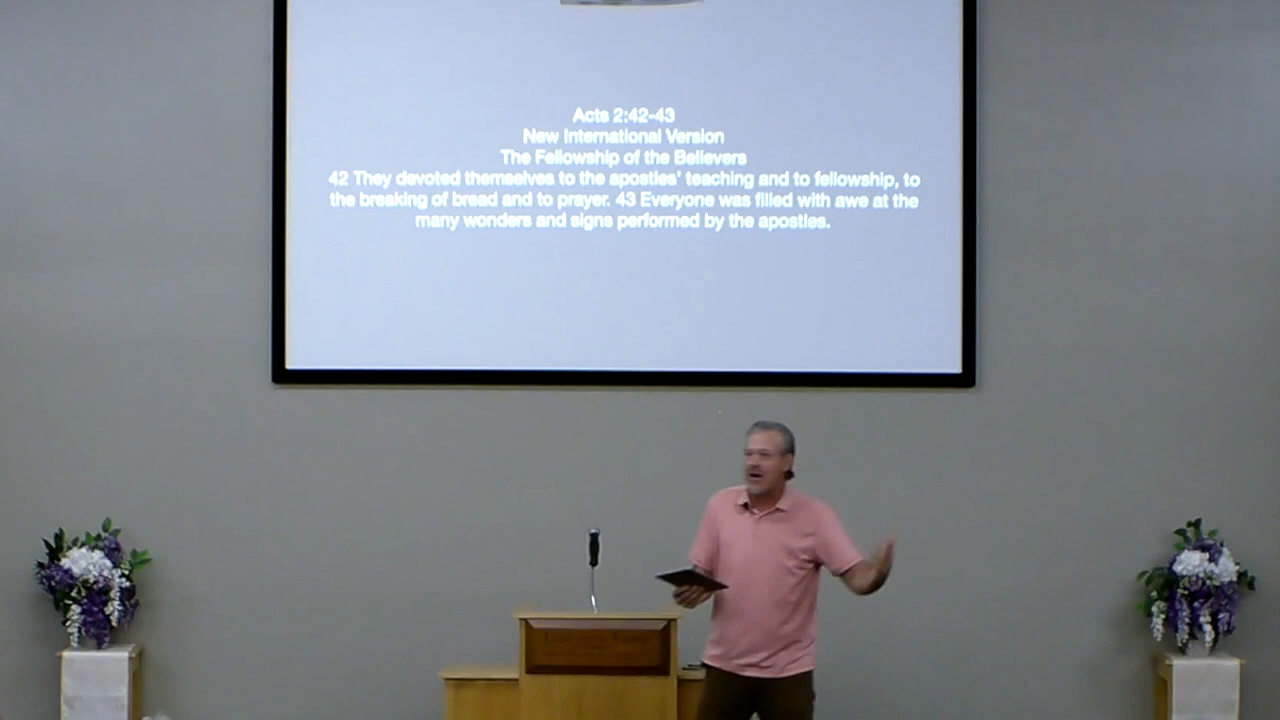 Acts 2:42-43
New International Version
The Fellowship of the Believers
42 They devoted themselves to the apostles' teaching and to fellowship, to
the breaking of bread and to prayer. 43 Everyone was filled with awe at the
many wonders and signs performed by the apostles.